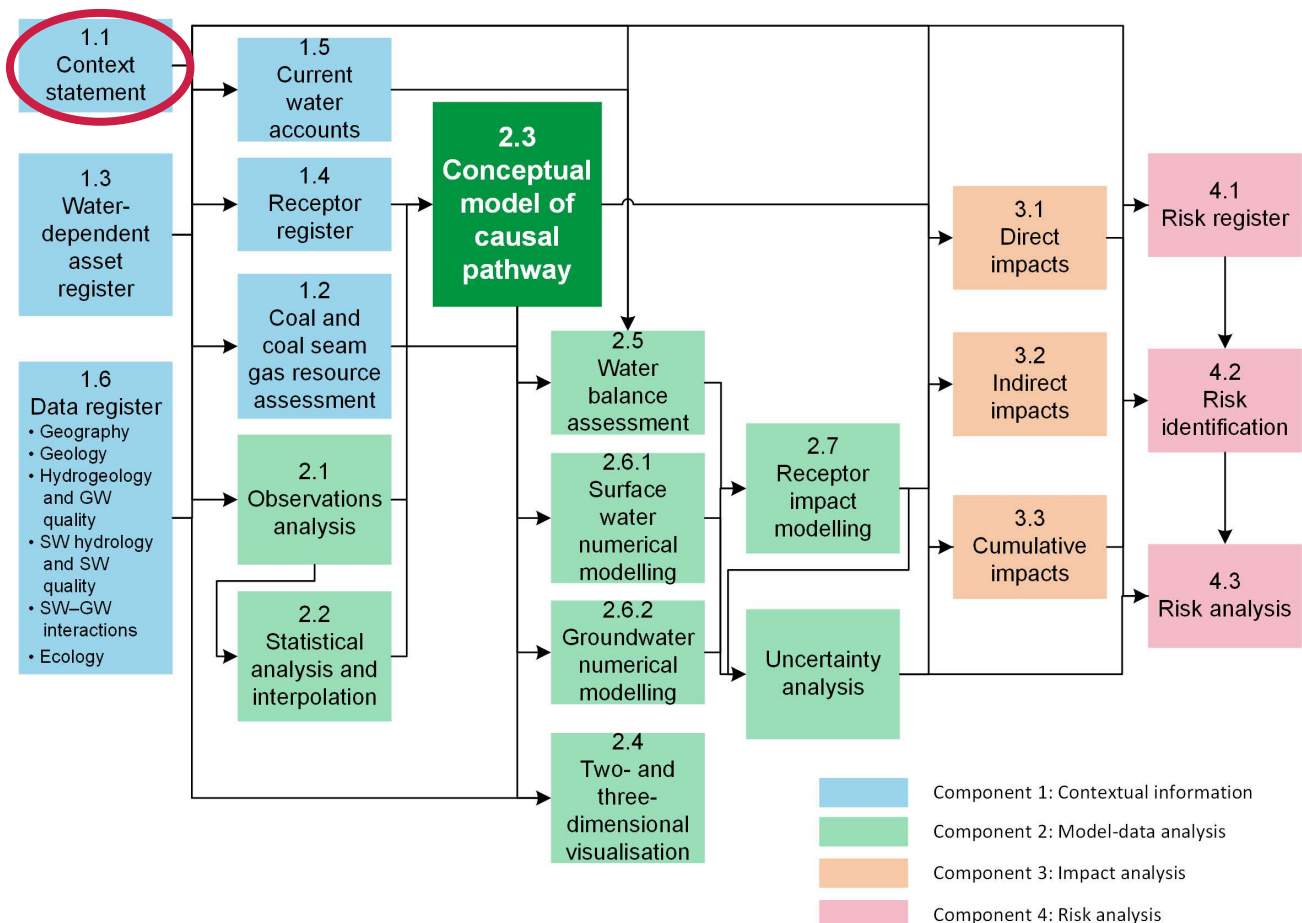 1.1
Context
statement
1.3
Water-
dependent
asset
register
1.6
Data register
• Geography
• Geology
• Hydrogeology
and GW
quality
• SW hydrology
and SW
quality
• SW–GW
interactions
• Ecology
1.5
Current
water
accounts
1.4
Receptor
register
1.2
Coal and
coal seam
gas resource
assessment
2.1
Observations
analysis
2.2
Statistical
analysis and
interpolation
2.3
Conceptual
model of
causal
pathway
2.5
Water
balance
assessment
2.6.1
Surface
water
numerical
modelling
2.6.2
Groundwater
numerical
modelling
2.4
Two- and
three-
dimensional
visualisation
2.7
Receptor
impact
modelling
Uncertainty
analysis
3.1
Direct
impacts
3.2
Indirect
impacts
3.3
Cumulative
impacts
4.1
Risk register
4.2
Risk
identification
4.3
Risk analysis
Component 1: Contextual information
Component 2: Model-data analysis
Component 3: Impact analysis
Component 4: Risk analysis